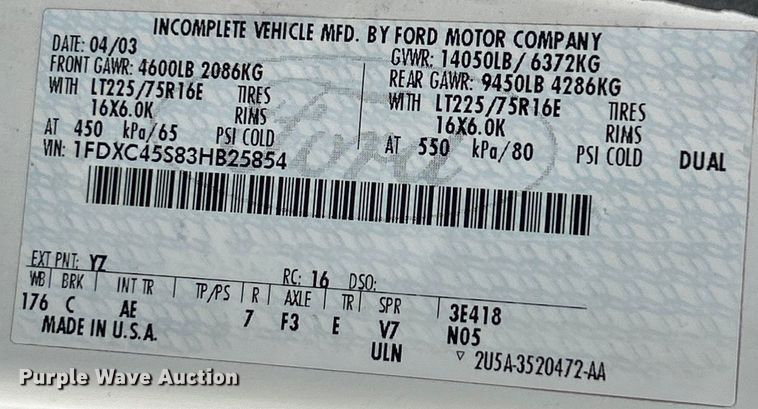 INCOMPLETE VEHICLE MFD. BY FORD MOTOR COMPANY
DATE: 04/03 GVWR: 14050LB/ 6372KG
FRONT GAWR: 4600LB 2086KG REAR GAWR: 9450LB 4286KG
WITH LT225/75R16E TIRES WITH LT225/75R16E TIRES
16X6.0K RIMS 16X6.0K RIMS
AT 450 kPa/65 PSI COLD AT 550 kPa/80 PSI COLD DUAL
VIN: 1FDXC45S83HB25854
Ford
EXT PNT: YZ RC: 16 DSO:
WB BRK INT TR TP/PS R AXLE TR SPR 3E418
176 C AE 7 F3 E V7 N05
MADE IN U.S.A. ULN ▽ 2U5A-3520472-AA
Purple Wave Auction